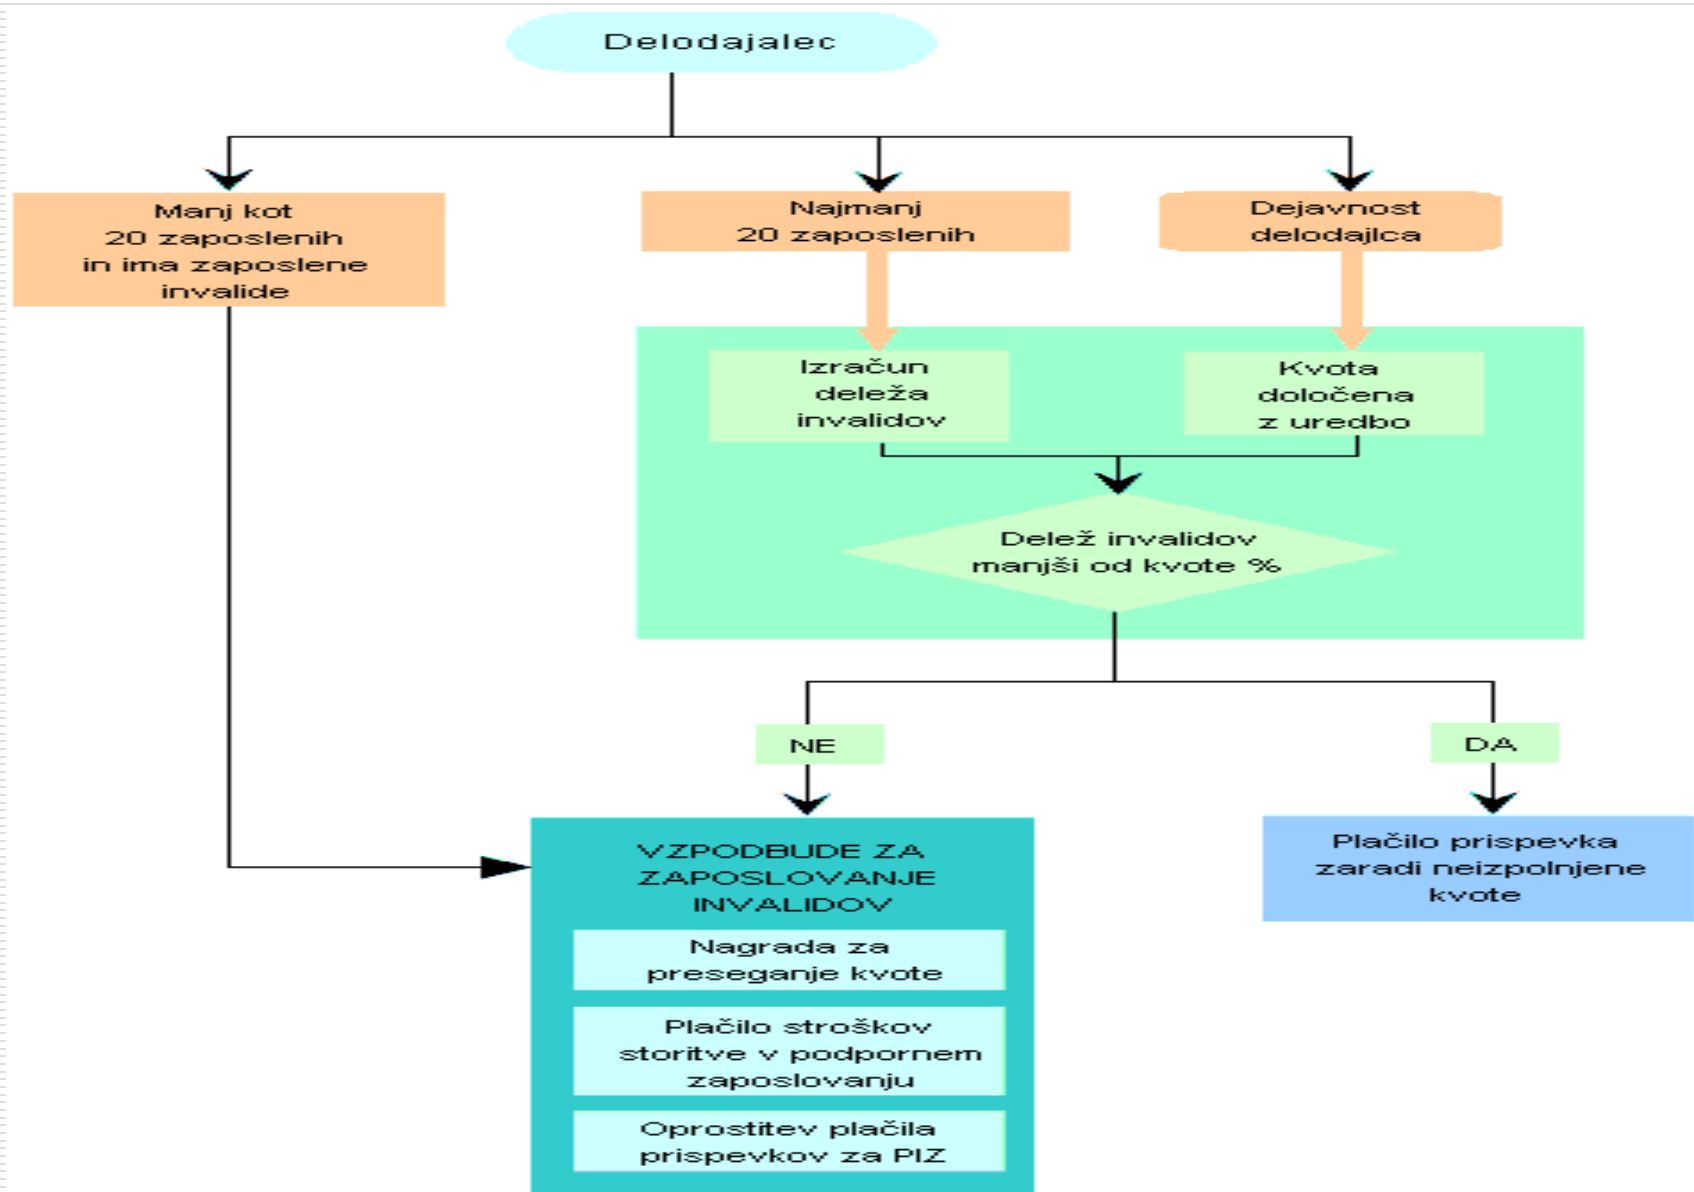 Delodajalec
Manj kot
20 zaposlenih
in ima zaposlene
invalide
Najmanj
20 zaposlenih
Dejavnost
delodajlca
Izračun
deleža
invalidov
Kvota
določena
z uredbo
Delež invalidov
manjši od kvote %
NE
DA
VZPODBUDE ZA
ZAPOSLOVANJE
INVALIDOV
Nagrada za
preseganje kvote
Plačilo stroškov
storitve v podpornem
zaposlovanju
Oprostitev plačila
prispevkov za PIZ
Plačilo prispevka
zaradi neizpolnjene
kvote